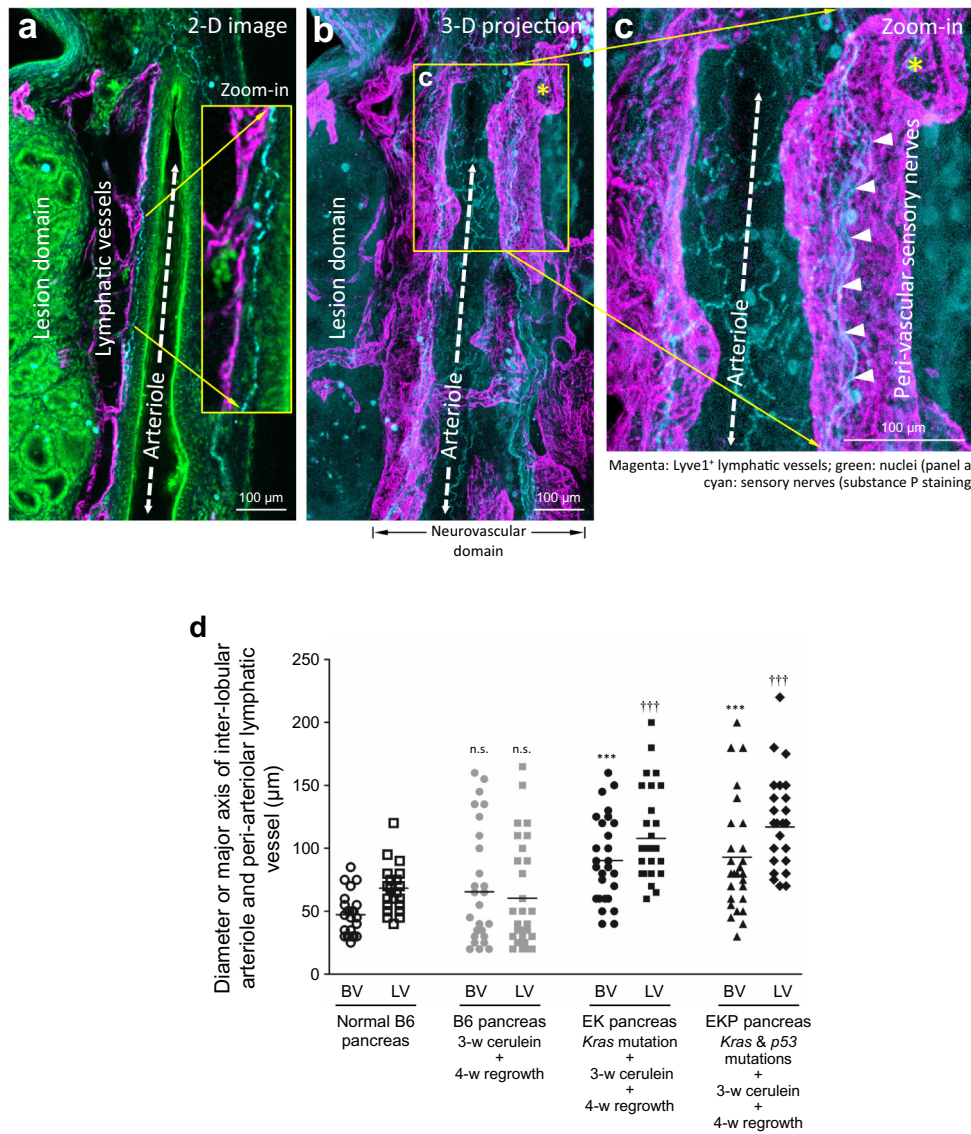 a
2-D image
Zoom-in
Lesion domain
Lymphatic vessels
Arteriole
100 µm
b
3-D projection
c
*
Lesion domain
Arteriole
100 µm
Neurovascular
domain
c
Zoom-in
*
Arteriole
Peri-vascular sensory nerves
100 µm
Magenta: Lyve1⁺ lymphatic vessels; green: nuclei (panel a
cyan: sensory nerves (substance P staining
d
Diameter or major axis of inter-lobular
arteriole and peri-arteriolar lymphatic
vessel (µm)
250
200
150
100
50
0
n.s.
n.s.
***
†††
***
†††
BV LV BV LV BV LV BV LV
Normal B6
pancreas
B6 pancreas
3-w cerulein
+
4-w regrowth
EK pancreas
Kras mutation
+
3-w cerulein
+
4-w regrowth
EKP pancreas
Kras & p53
mutations
+
3-w cerulein
+
4-w regrowth